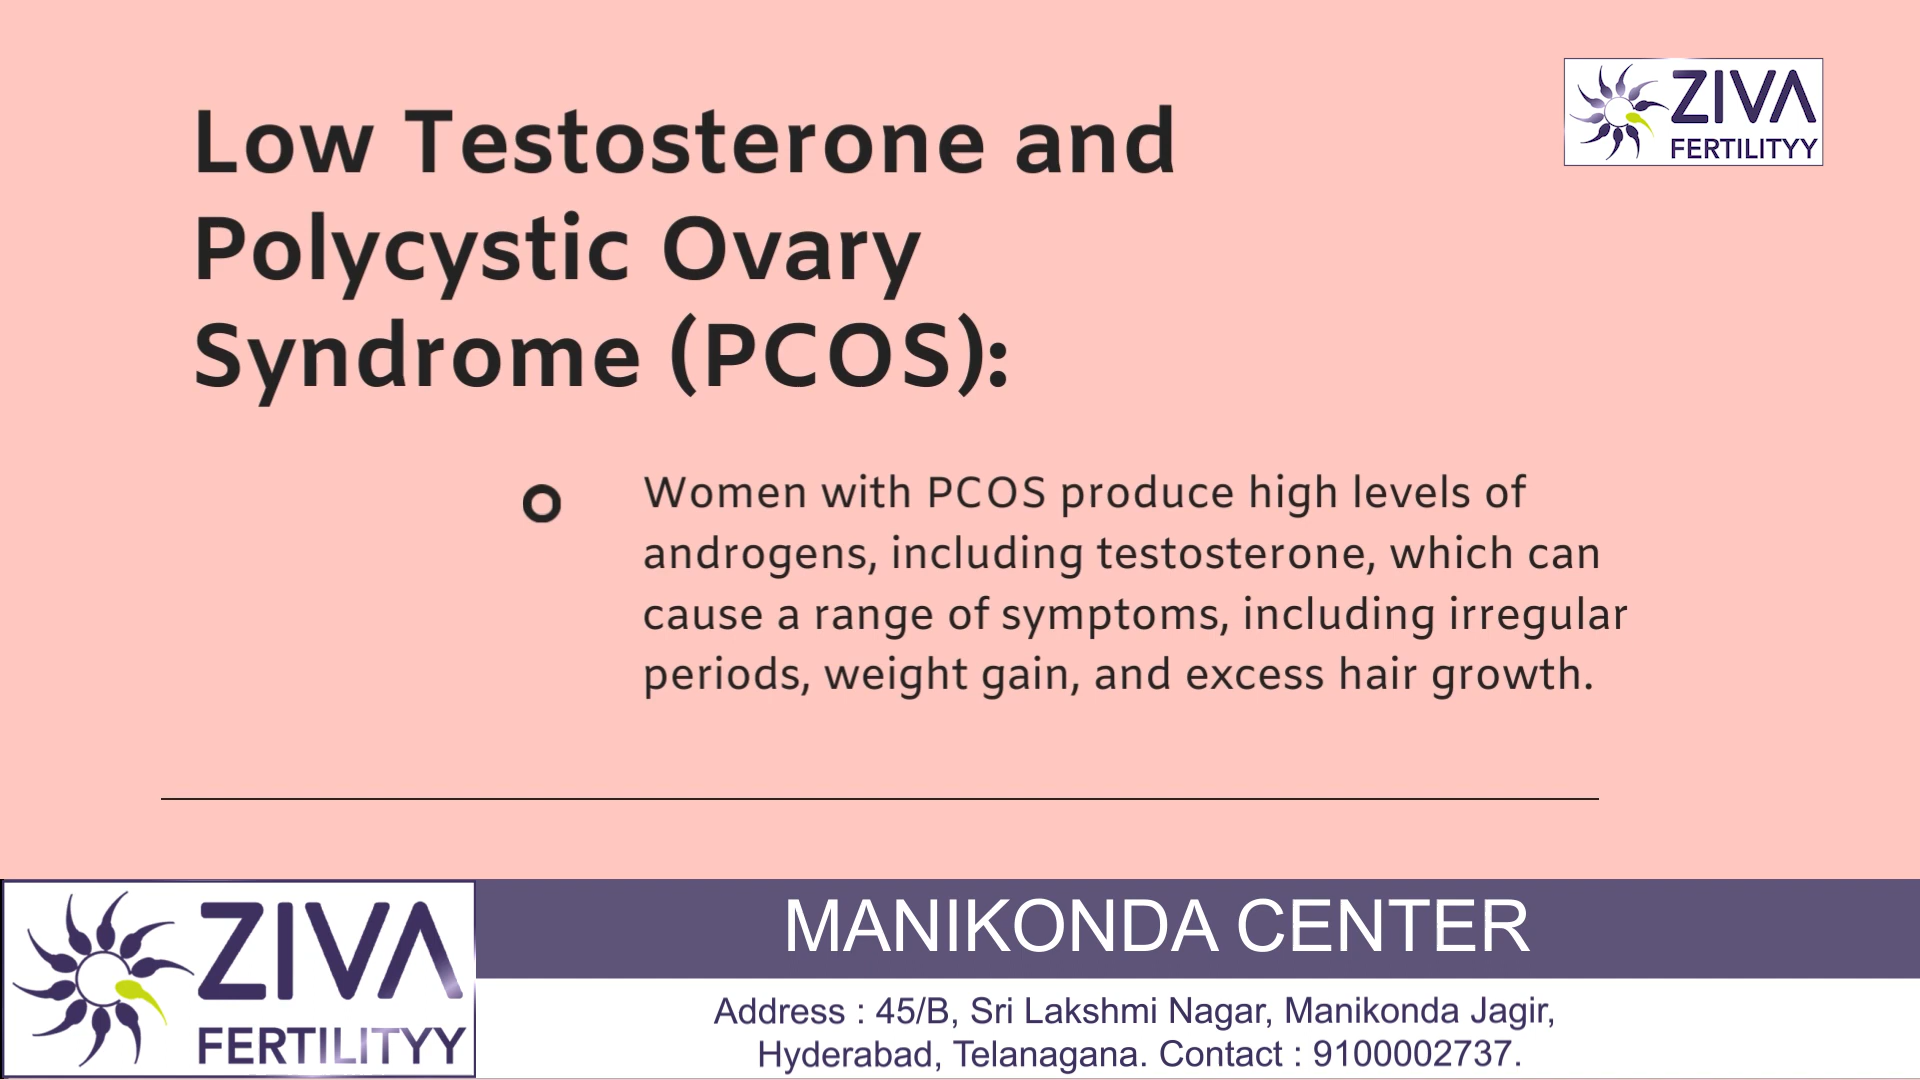 ZIVA
FERTILITYY
Low Testosterone and
Polycystic Ovary
Syndrome (PCOS):
Women with PCOS produce high levels of
androgens, including testosterone, which can
cause a range of symptoms, including irregular
periods, weight gain, and excess hair growth.
ZIVA
FERTILITYY
MANIKONDA CENTER
Address : 45/B, Sri Lakshmi Nagar, Manikonda Jagir,
Hyderabad, Telanagana. Contact : 9100002737.